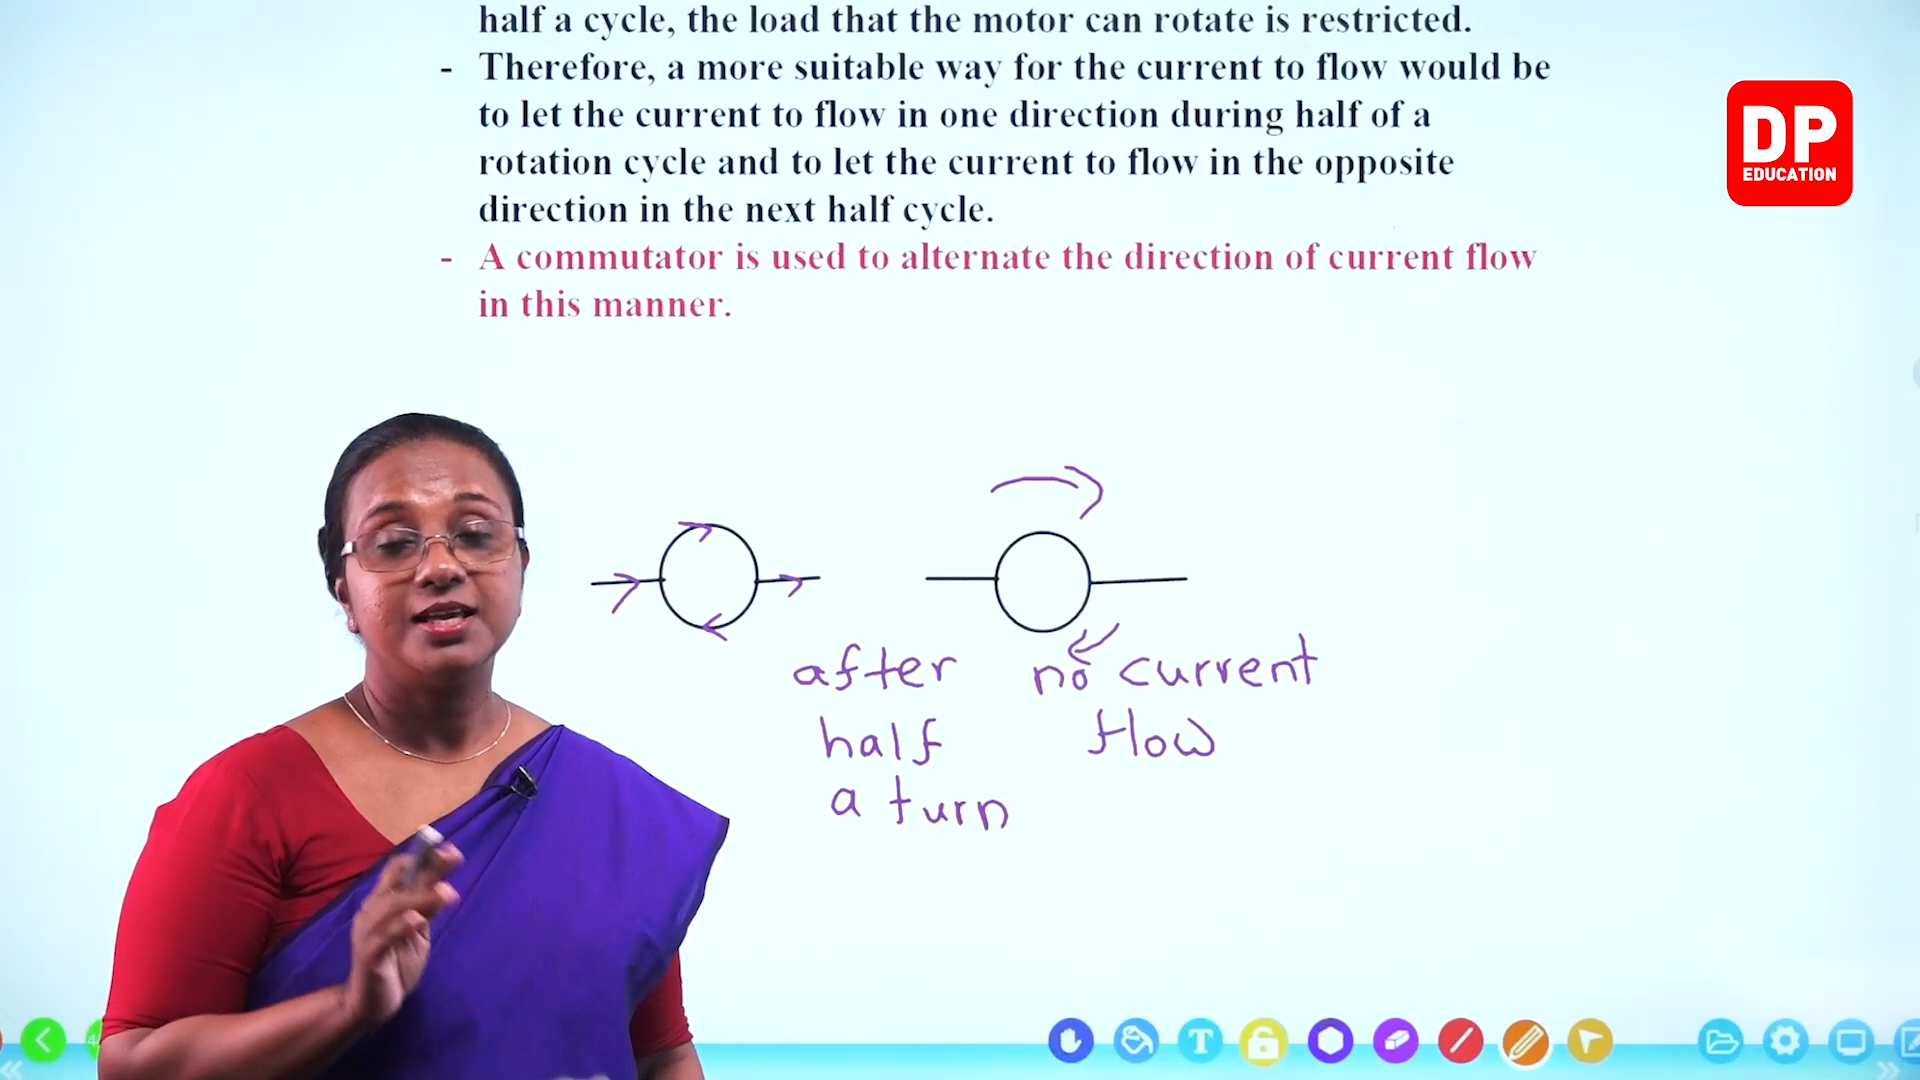 half a cycle, the load that the motor can rotate is restricted.
- Therefore, a more suitable way for the current to flow would be
to let the current to flow in one direction during half of a
rotation cycle and to let the current to flow in the opposite
direction in the next half cycle.
- A commutator is used to alternate the direction of current flow
in this manner.
DP
EDUCATION
after
half
a turn
no current
flow